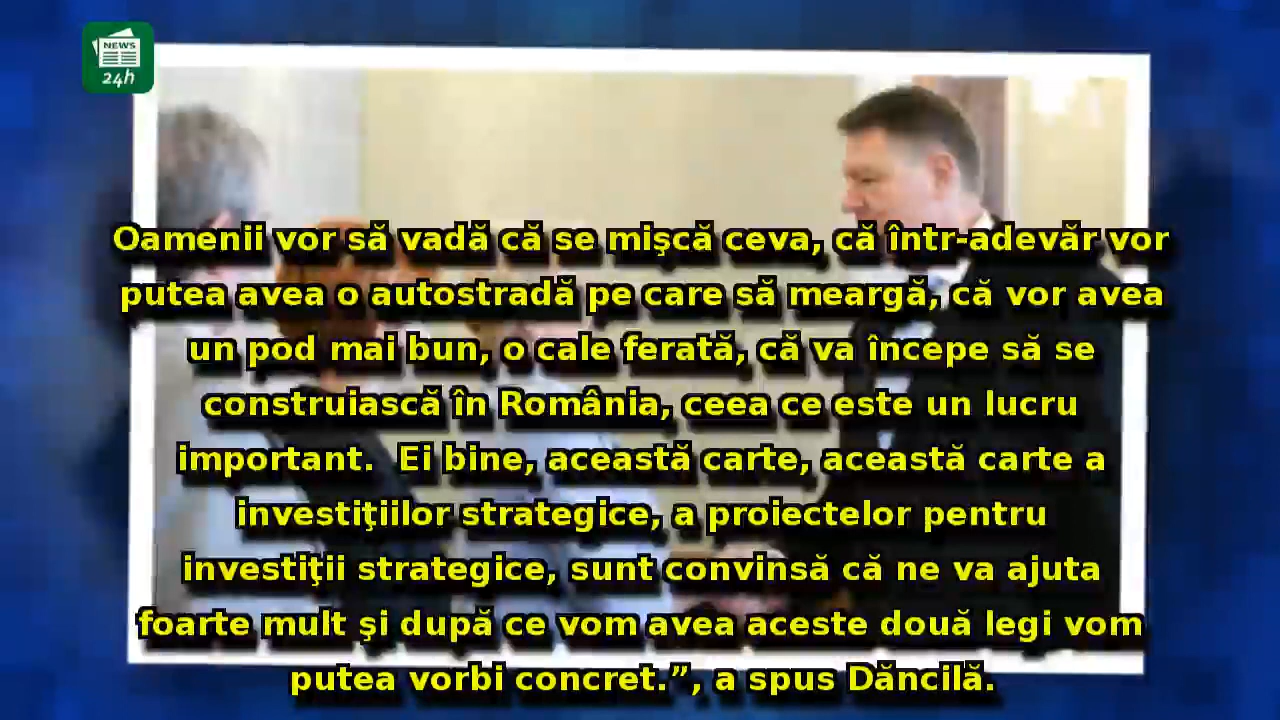 NEWS
24h
Oamenii vor să vadă că se mişcă ceva, că într-adevăr vor
putea avea o autostradă pe care să meargă, că vor avea
un pod mai bun, o cale ferată, că va începe să se
construiască în România, ceea ce este un lucru
important.  Ei bine, această carte, această carte a
investiţiilor strategice, a proiectelor pentru
investiţii strategice, sunt convinsă că ne va ajuta
foarte mult şi după ce vom avea aceste două legi vom
putea vorbi concret.”, a spus Dăncilă.